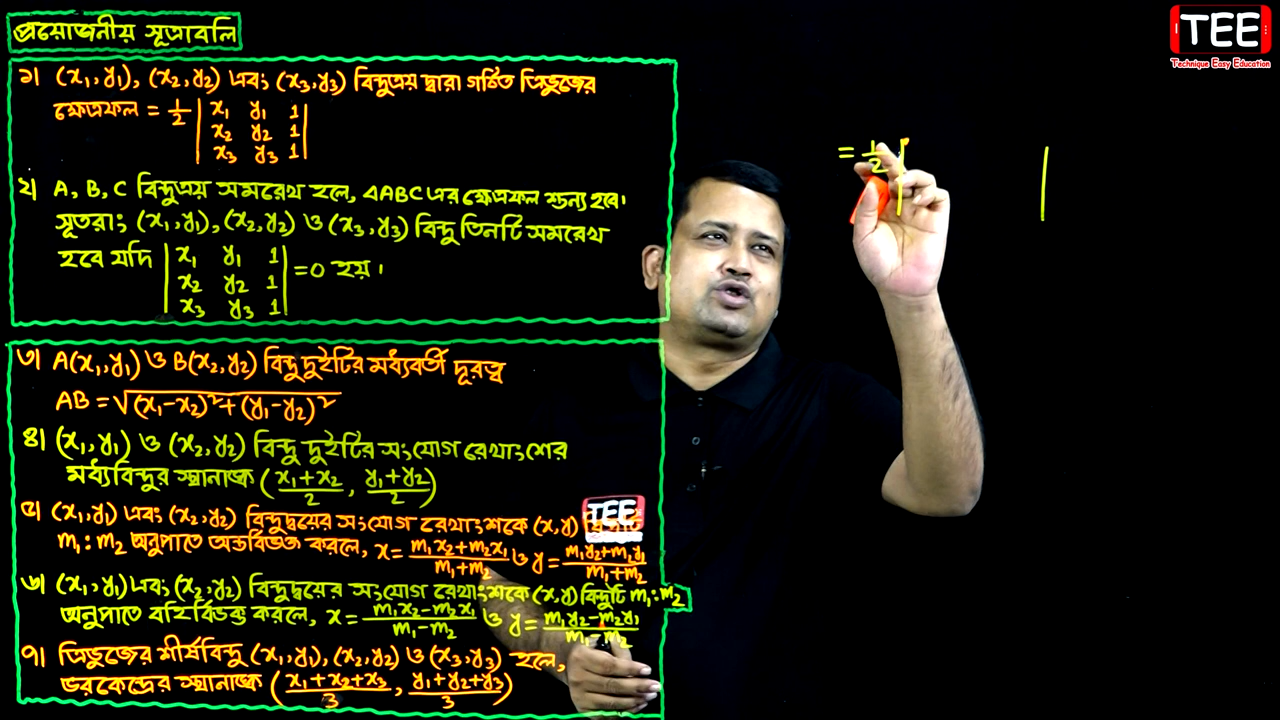 প্রয়োজনীয় সূত্রাবলি
TEE
Technique Easy Education
১। (x₁, y₁), (x₂, y₂) এবং (x₃, y₃) বিন্দুত্রয় দ্বারা গঠিত ত্রিভুজের
ক্ষেত্রফল = 1/2 | x₁ y₁ 1 |
| x₂ y₂ 1 |
| x₃ y₃ 1 |
= 1/2 | |
২। A, B, C বিন্দুত্রয় সমরেখ হলে, ΔABC এর ক্ষেত্রফল শূন্য হবে।
সূতরাং (x₁, y₁), (x₂, y₂) ও (x₃, y₃) বিন্দু তিনটি সমরেখ
হবে যদি | x₁ y₁ 1 |
| x₂ y₂ 1 | = 0 হয়।
| x₃ y₃ 1 |
৩। A(x₁, y₁) ও B(x₂, y₂) বিন্দু দুইটির মধ্যবর্তী দূরত্ব
AB = √(x₁-x₂)²+(y₁-y₂)²
৪। (x₁, y₁) ও (x₂, y₂) বিন্দু দুইটির সংযোগ রেখাংশের
মধ্যবিন্দুর স্থানাঙ্ক ((x₁+x₂)/2, (y₁+y₂)/2)
TEE
৫। (x₁, y₁) এবং (x₂, y₂) বিন্দুদ্বয়ের সংযোগ রেখাংশকে (x, y)
m₁ : m₂ অনুপাতে অন্তর্বিভক্ত করলে, x = (m₁x₂+m₂x₁)/(m₁+m₂) ও y = (m₁y₂+m₂y₁)/(m₁+m₂)
৬। (x₁, y₁) এবং (x₂, y₂) বিন্দুদ্বয়ের সংযোগ রেখাংশকে (x, y) বিন্দুটি m₁ : m₂
অনুপাতে বহির্বিভক্ত করলে, x = (m₁x₂-m₂x₁)/(m₁-m₂) ও y = (m₁y₂-m₂y₁)/(m₁-m₂)
৭। ত্রিভুজের শীর্ষবিন্দু (x₁, y₁), (x₂, y₂) ও (x₃, y₃) হলে,
ভরকেন্দ্রের স্থানাঙ্ক ((x₁+x₂+x₃)/3, (y₁+y₂+y₃)/3)